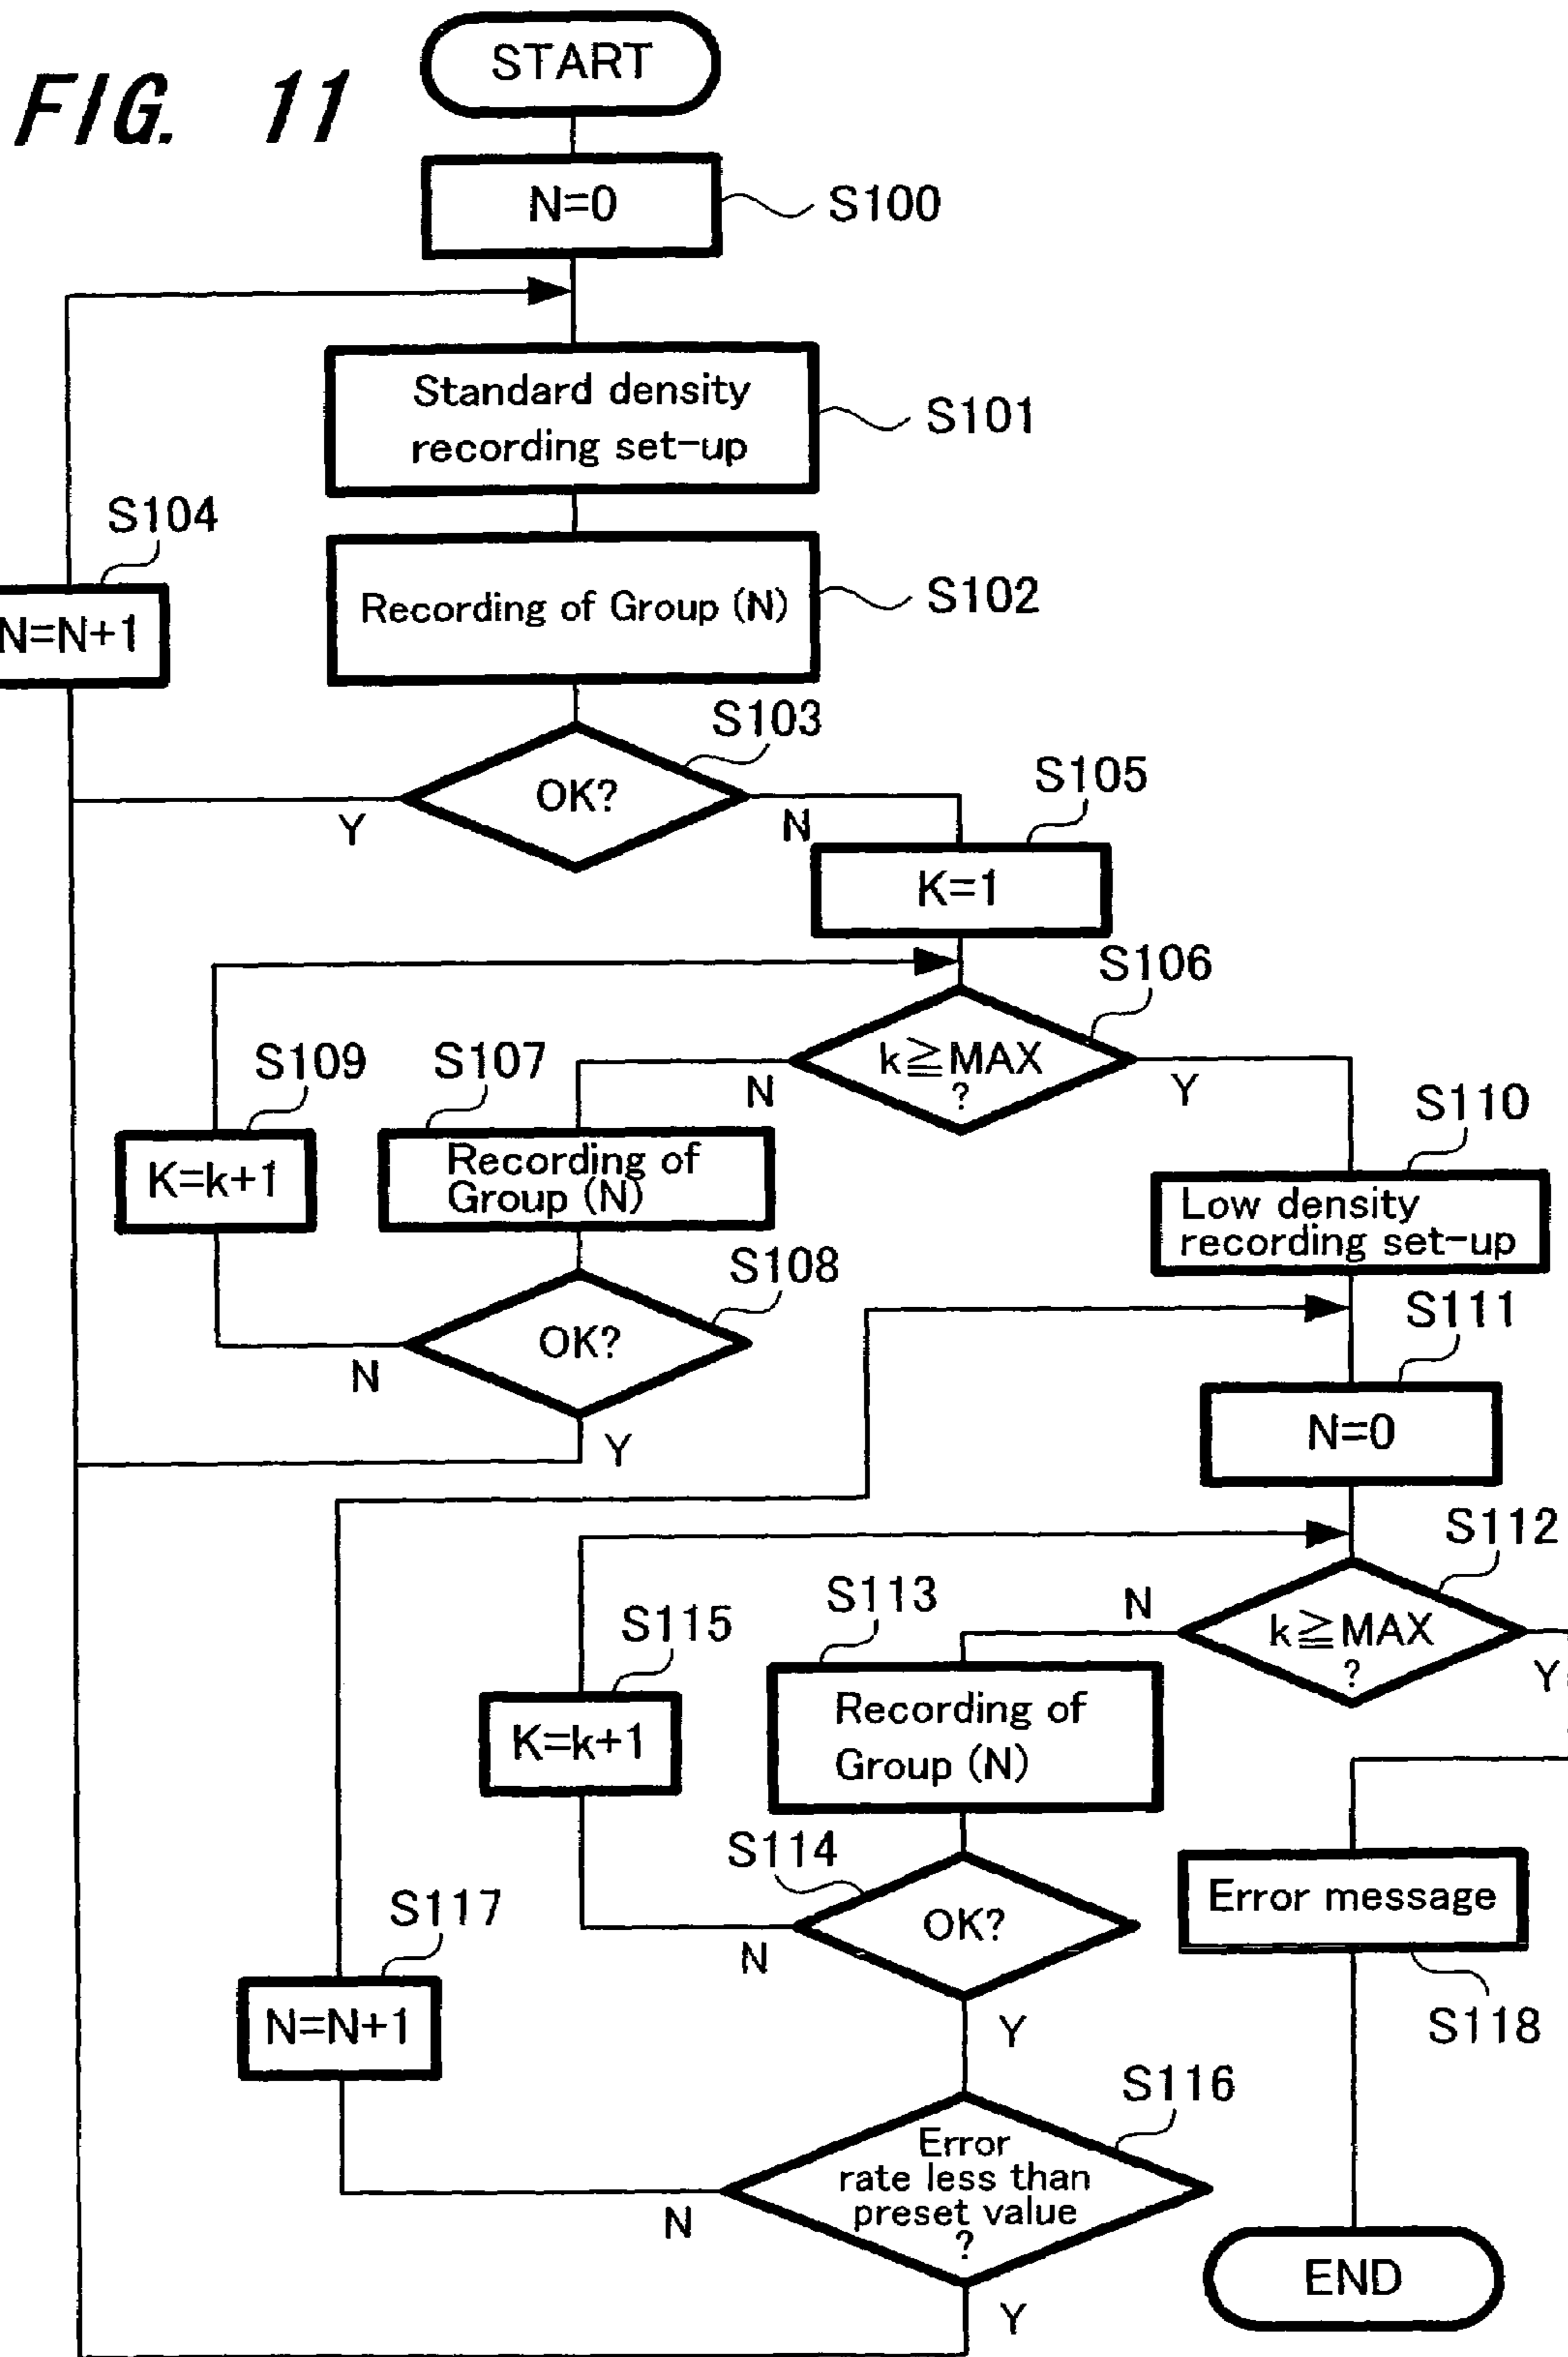 FIG. 11
START
N=0
S100
Standard density
recording set-up
S101
S104
N=N+1
Recording of Group (N)
S102
S103
OK?
Y
N
S105
K=1
S106
k≧MAX
?
N
Y
S109
K=k+1
S107
Recording of
Group (N)
S110
Low density
recording set-up
S108
OK?
N
Y
S111
N=0
S112
k≧MAX
?
N
Y
S113
Recording of
Group (N)
S115
K=k+1
S114
OK?
N
Y
Error message
S118
S117
N=N+1
S116
Error
rate less than
preset value
?
N
Y
END